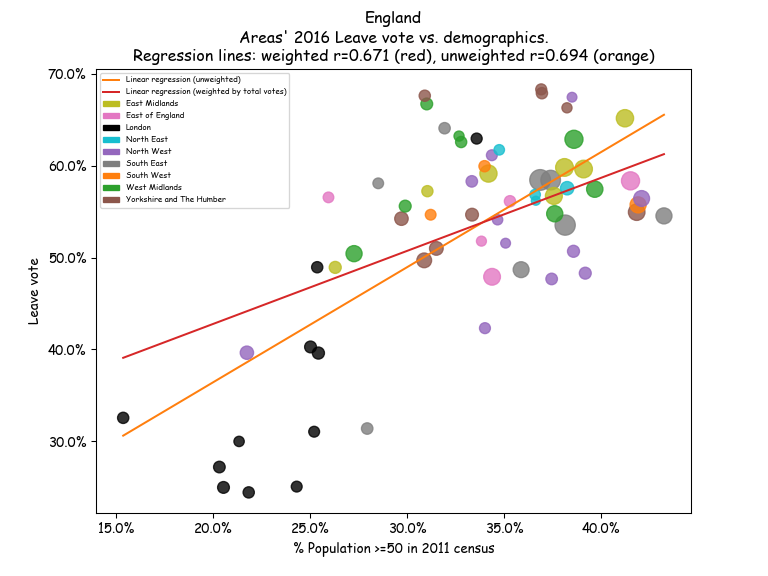 England
Areas' 2016 Leave vote vs. demographics.
Regression lines: weighted r=0.671 (red), unweighted r=0.694 (orange)
Linear regression (unweighted)
Linear regression (weighted by total votes)
East Midlands
East of England
London
North East
North West
South East
South West
West Midlands
Yorkshire and The Humber
70.0%
60.0%
50.0%
40.0%
30.0%
Leave vote
15.0% 20.0% 25.0% 30.0% 35.0% 40.0%
% Population >=50 in 2011 census